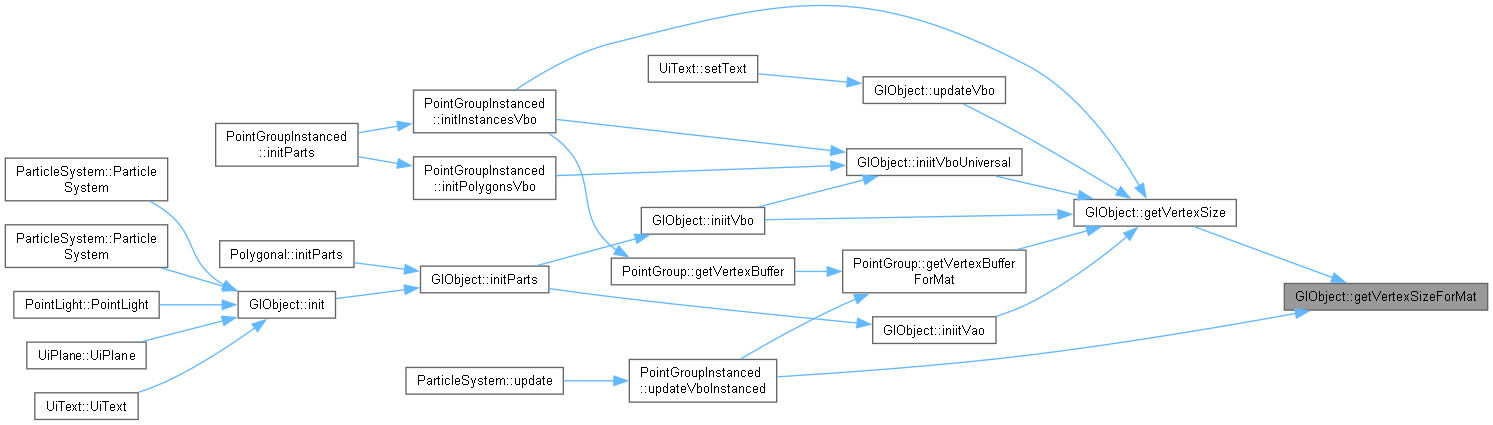 ParticleSystem::Particle
System
ParticleSystem::Particle
System
PointLight::PointLight
UiPlane::UiPlane
UiText::UiText
PointGroupInstanced
::initParts
Polygonal::initParts
GlObject::init
PointGroupInstanced
::initInstancesVbo
PointGroupInstanced
::initPolygonsVbo
GlObject::initParts
ParticleSystem::update
UiText::setText
GlObject::iniitVbo
PointGroup::getVertexBuffer
PointGroupInstanced
::updateVboInstanced
GlObject::updateVbo
GlObject::iniitVboUniversal
PointGroup::getVertexBuffer
ForMat
GlObject::iniitVao
GlObject::getVertexSize
GlObject::getVertexSizeForMat